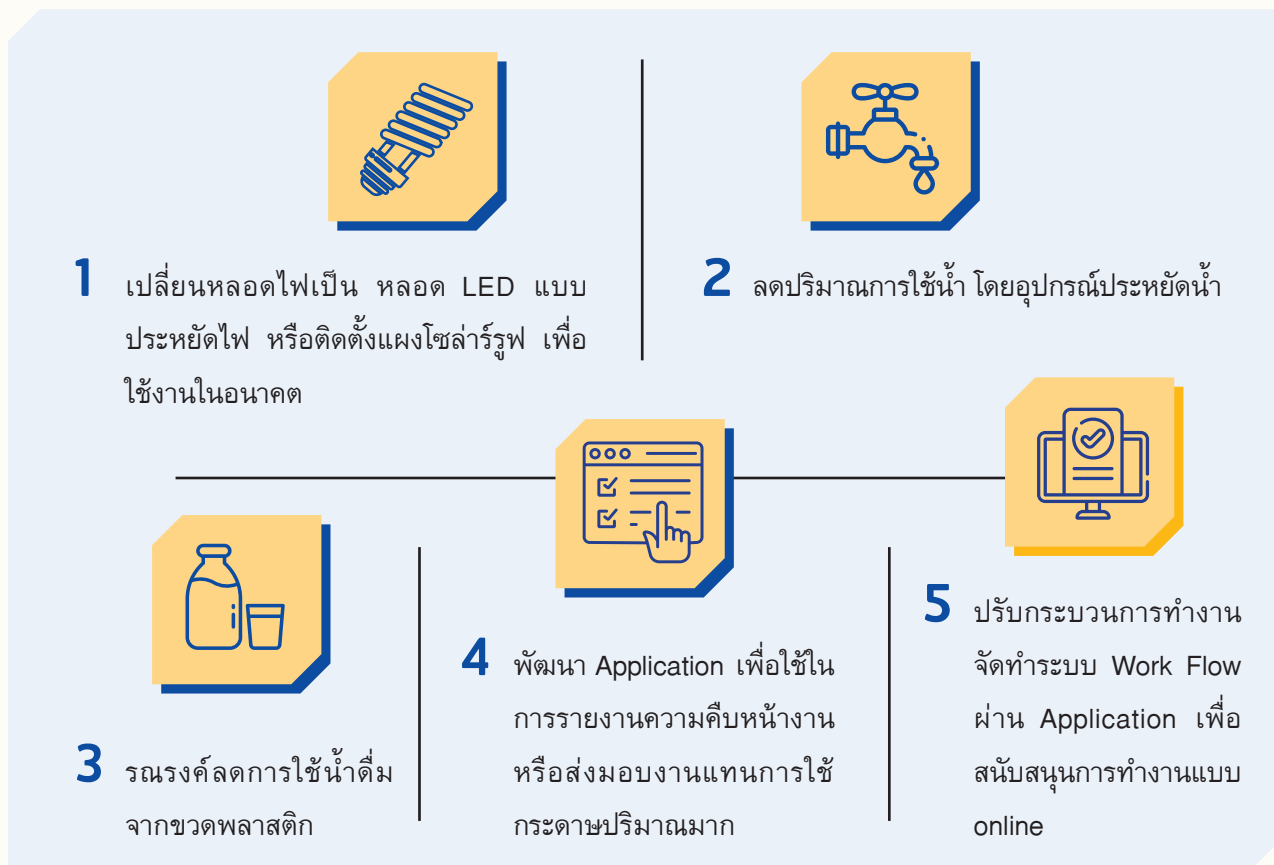 1 เปลี่ยนหลอดไฟเป็น หลอด LED แบบ
ประหยัดไฟ หรือติดตั้งแผงโซล่าร์รูฟ เพื่อ
ใช้งานในอนาคต
2 ลดปริมาณการใช้น้ำ โดยอุปกรณ์ประหยัดน้ำ
3 รณรงค์ลดการใช้น้ำดื่ม
จากขวดพลาสติก
4 พัฒนา Application เพื่อใช้ใน
การรายงานความคืบหน้างาน
หรือส่งมอบงานแทนการใช้
กระดาษปริมาณมาก
5 ปรับกระบวนการทำงาน
จัดทำระบบ Work Flow
ผ่าน Application เพื่อ
สนับสนุนการทำงานแบบ
online